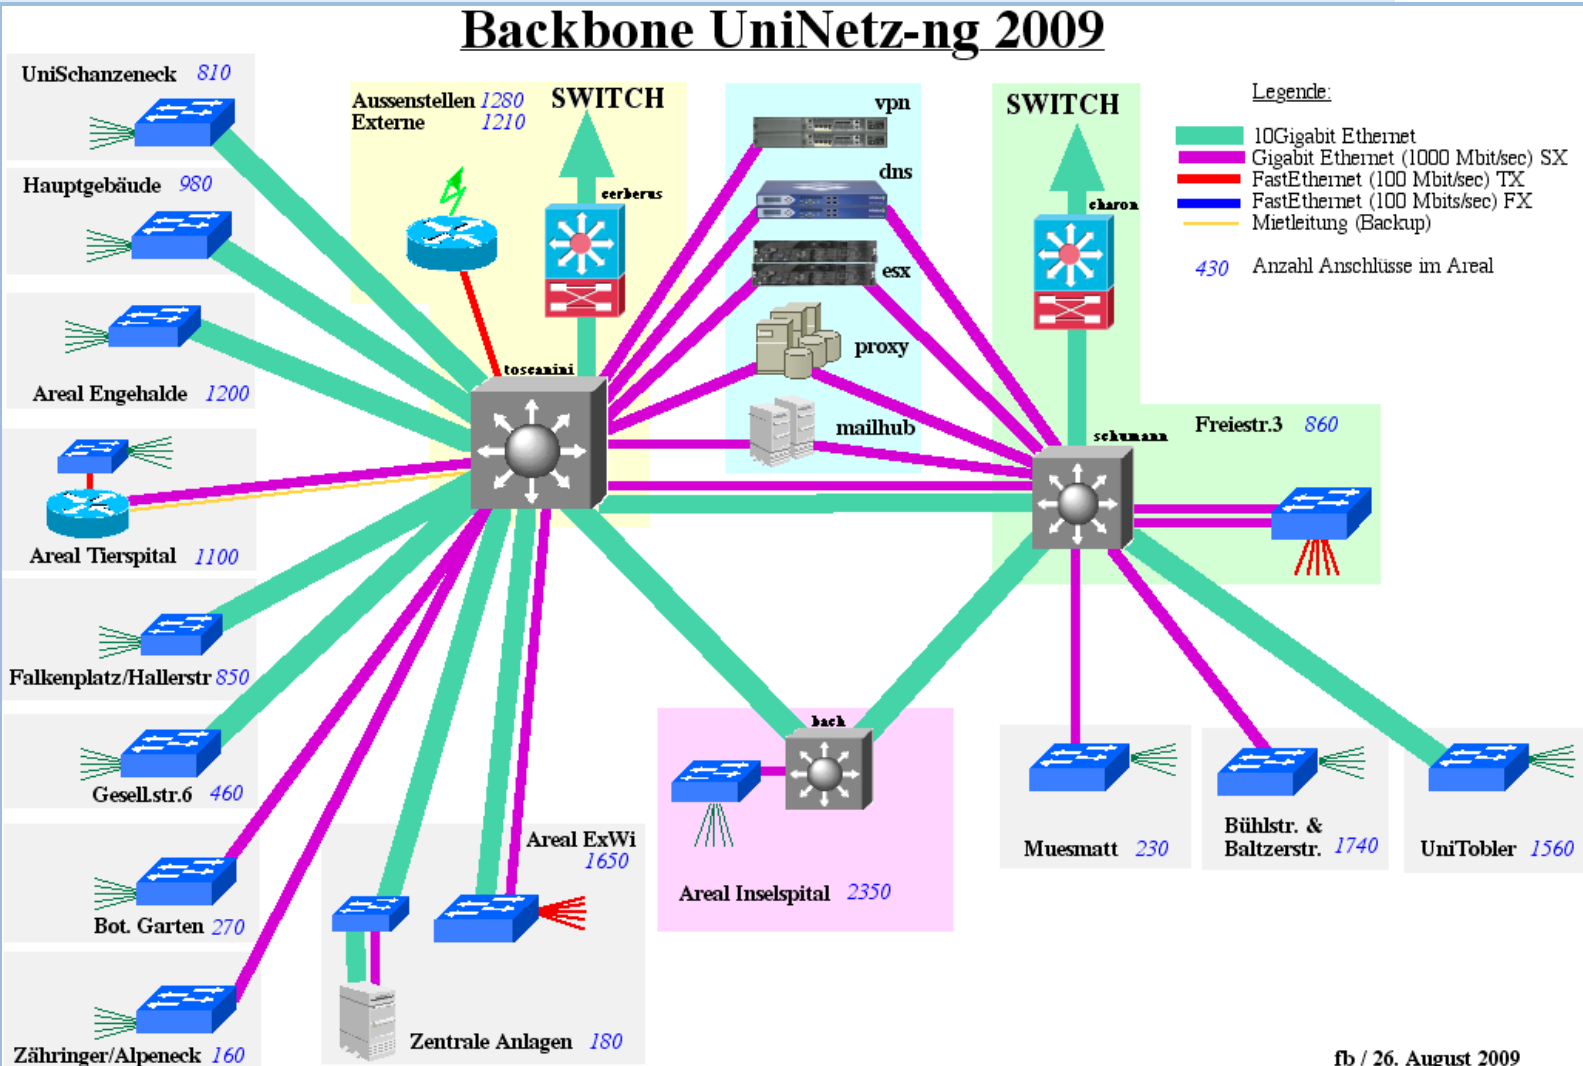 Backbone UniNetz-ng 2009
UniSchanzeneck 810
Hauptgebäude 980
Areal Engehalde 1200
Areal Tierspital 1100
Falkenplatz/Hallerstr 850
Gesell.str.6 460
Bot. Garten 270
Zähringer/Alpeneck 160
Aussenstellen 1280
Externe 1210
SWITCH
cerberus
toscanini
vpn
dns
esx
proxy
mailhub
SWITCH
charon
schumann
Freiestr.3 860
Legende:
10Gigabit Ethernet
Gigabit Ethernet (1000 Mbit/sec) SX
FastEthernet (100 Mbit/sec) TX
FastEthernet (100 Mbits/sec) FX
Mietleitung (Backup)
430 Anzahl Anschlüsse im Areal
bach
Areal Inselspital 2350
Areal ExWi
1650
Zentrale Anlagen 180
Muesmatt 230
Bühlstr. &
Baltzerstr. 1740
UniTobler 1560
fb / 26. August 2009